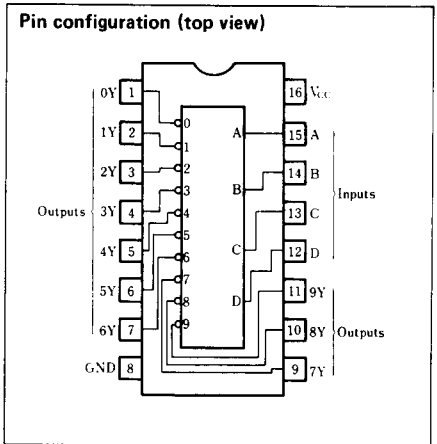 Pin configuration (top view)
0Y 1 0 16 VCC
1Y 2 1 A 15 A
2Y 3 2 B 14 B
3Y 4 3 C 13 C
4Y 5 4 D 12 D
5Y 6 5 11 9Y
6Y 7 6 10 8Y
GND 8 7 9 7Y
8
9
Outputs
Inputs
Outputs